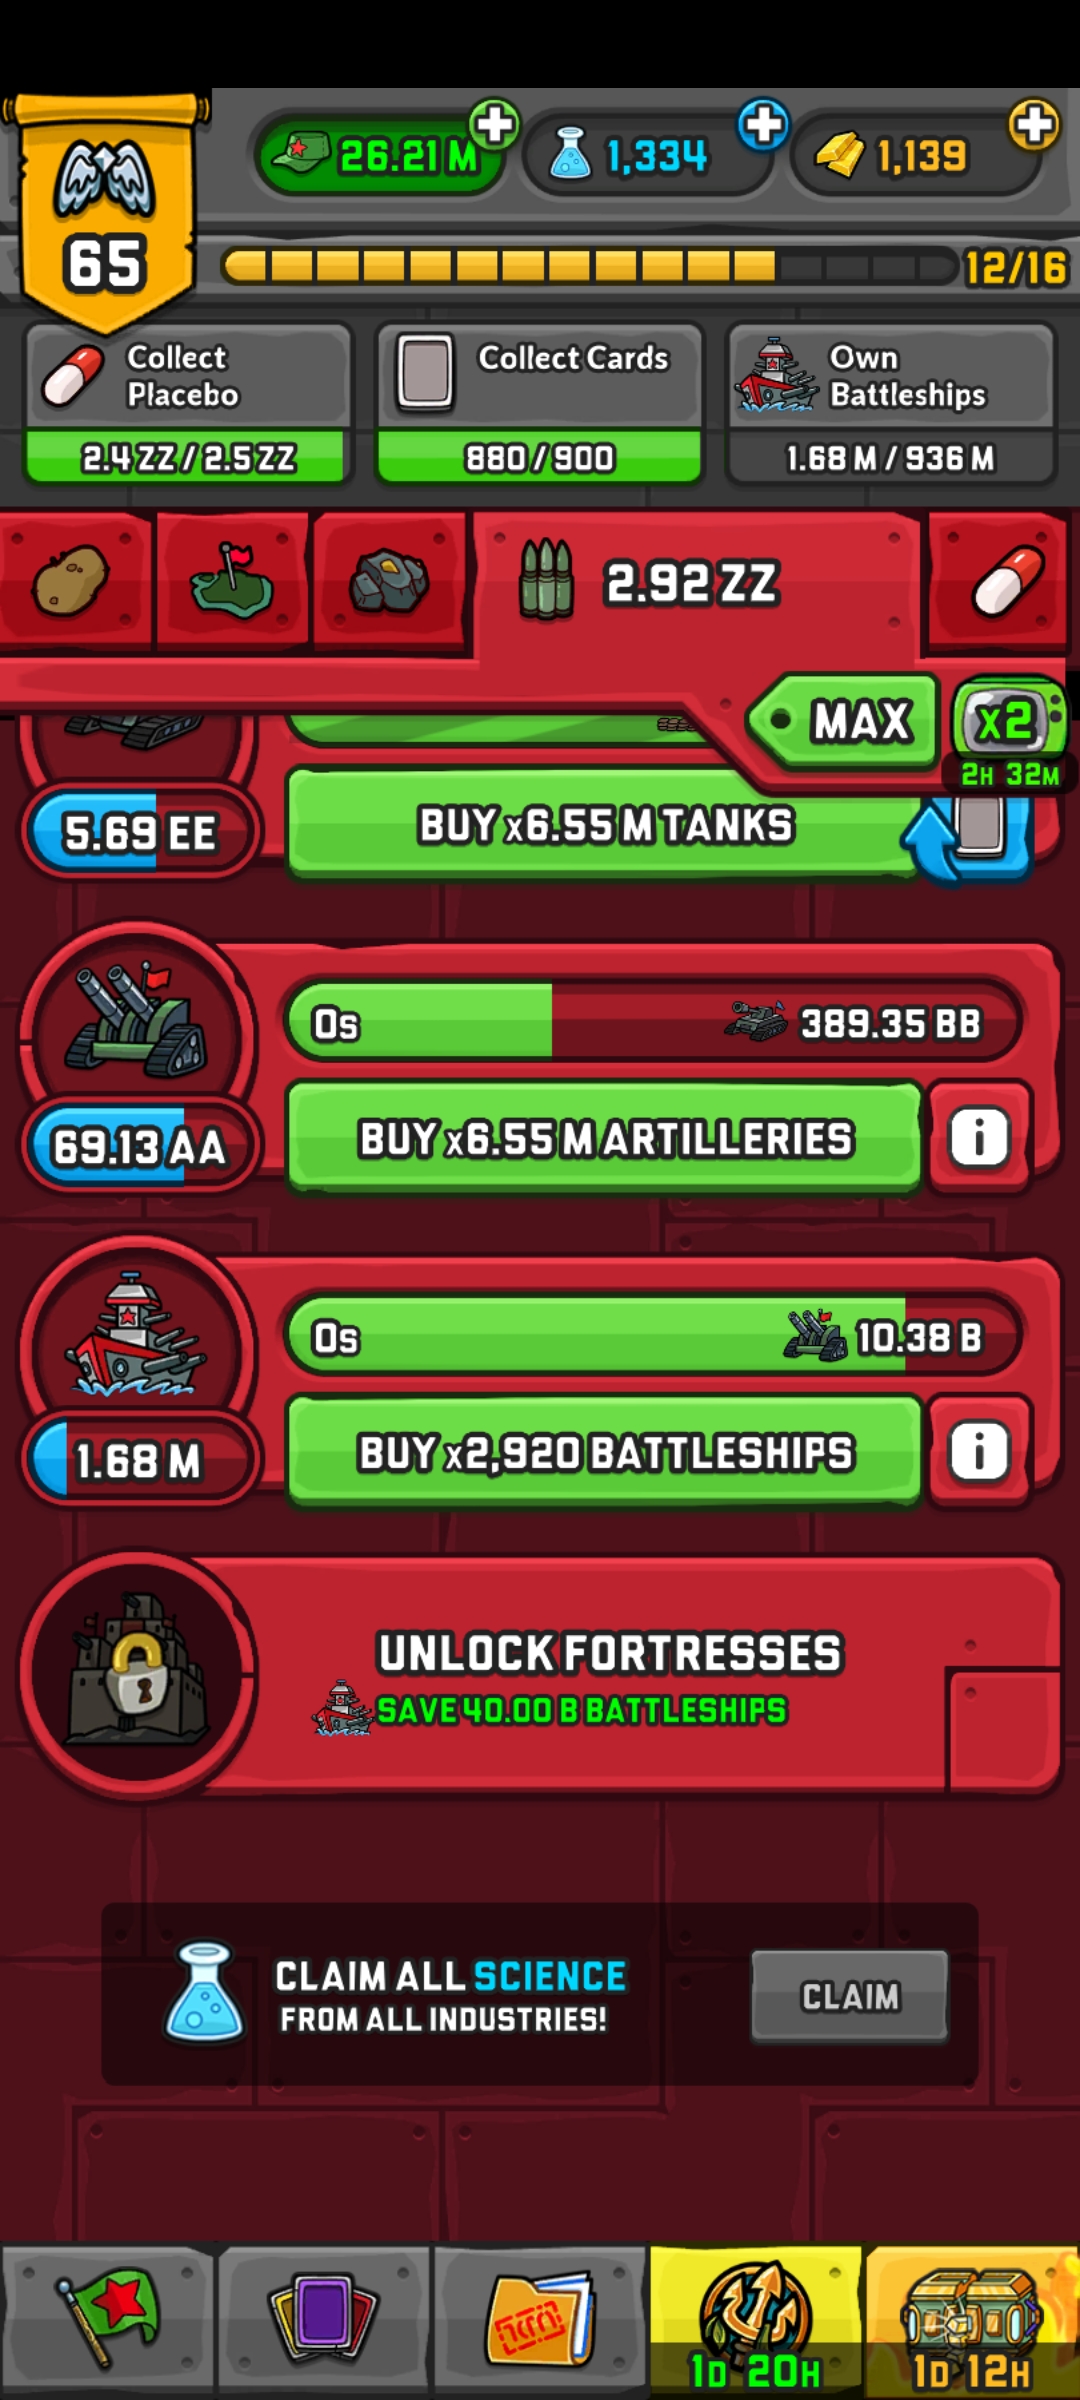 26.21 M
1,334
1,139
65
12/16
Collect
Placebo
2.4 ZZ / 2.5 ZZ
Collect Cards
880 / 900
Own
Battleships
1.68 M / 936 M
2.92 ZZ
MAX
x2
2H 32M
5.69 EE
BUY x6.55 M TANKS
0s
389.35 BB
69.13 AA
BUY x6.55 M ARTILLERIES
i
0s
10.38 B
1.68 M
BUY x2,920 BATTLESHIPS
i
UNLOCK FORTRESSES
SAVE 40.00 B BATTLESHIPS
CLAIM ALL SCIENCE
FROM ALL INDUSTRIES!
CLAIM
1D 20H
1D 12H